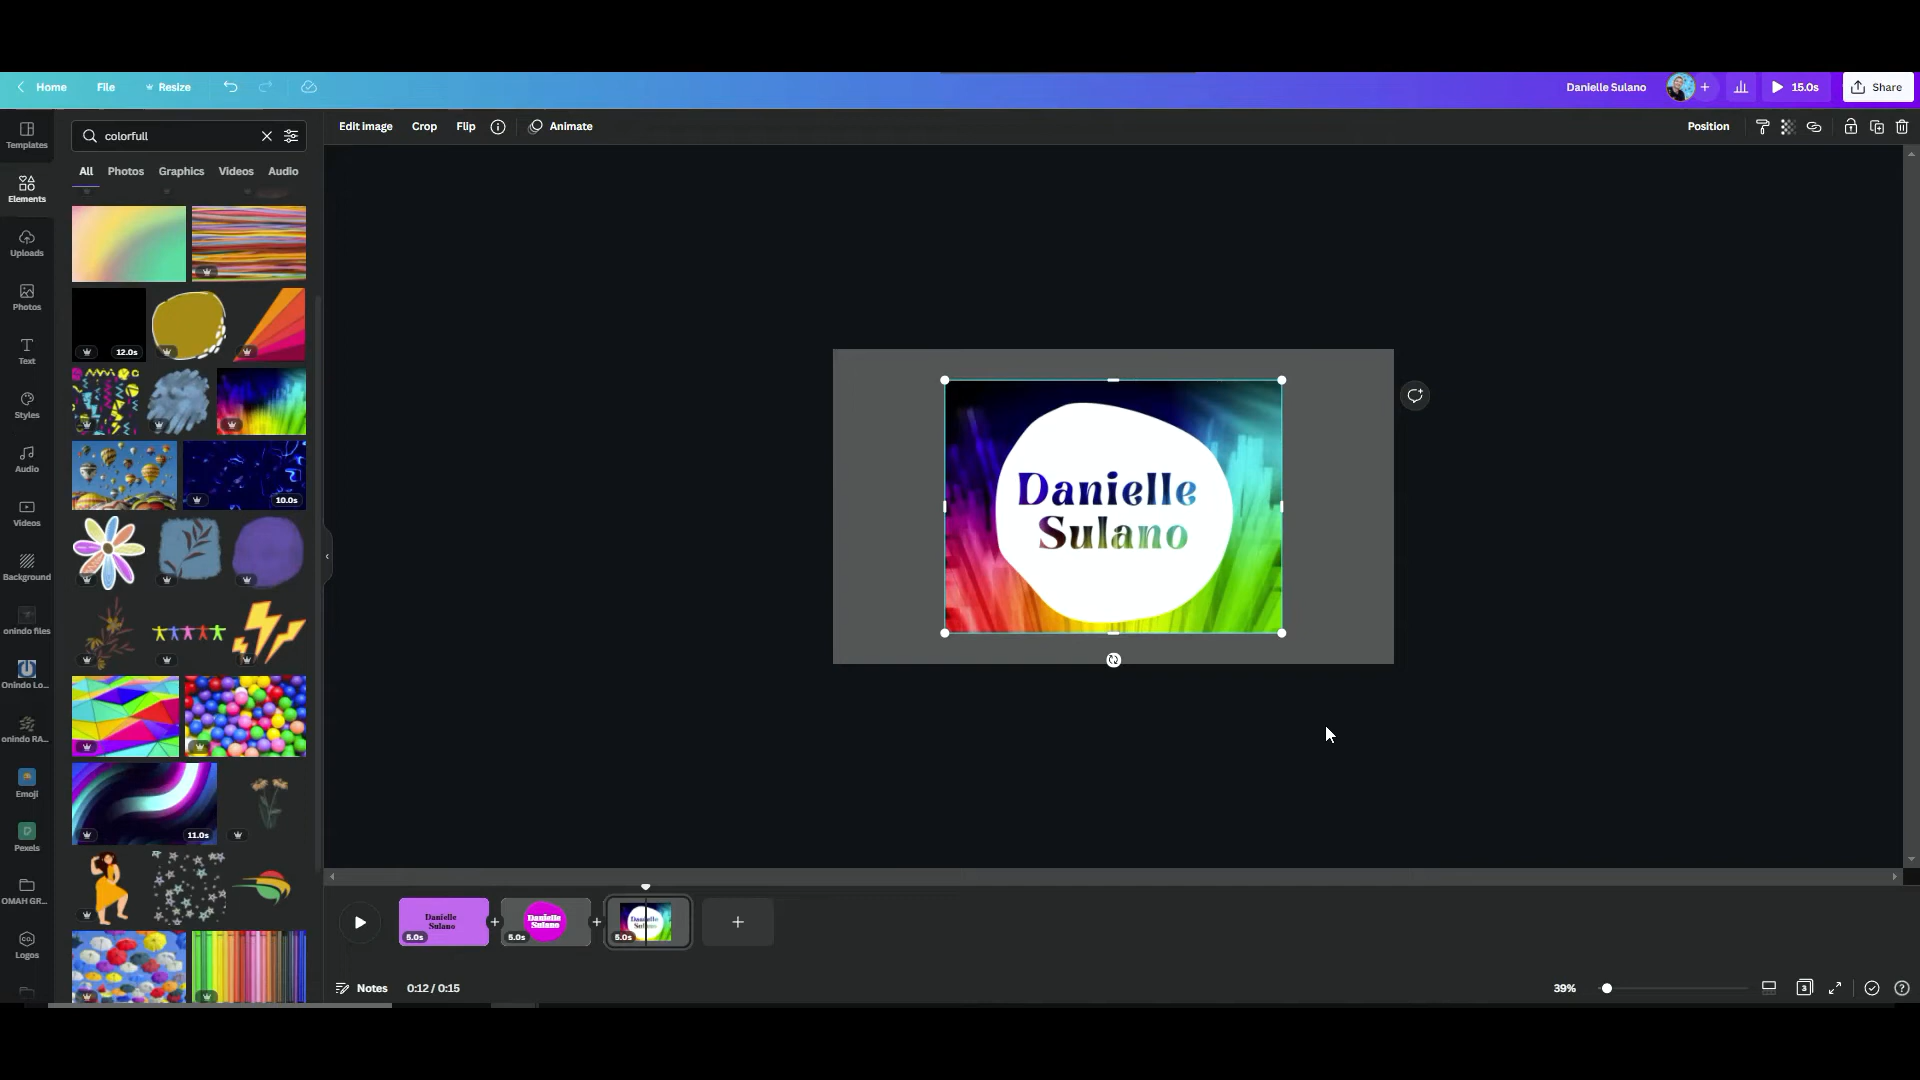 Home
File
Resize
Danielle Sulano
15.0s
Share
Templates
Elements
Uploads
Photos
Text
Styles
Audio
Videos
Background
onindo files
Onindo Lo...
onindo RA...
Emoji
Pexels
OMAH GR...
Logos
colorfull
All
Photos
Graphics
Videos
Audio
12.0s
10.0s
11.0s
Edit image
Crop
Flip
Animate
Position
Danielle
Sulano
Danielle
Sulano
5.0s
Danielle
Sulano
5.0s
Danielle
Sulano
5.0s
Notes
0:12 / 0:15
39%
3